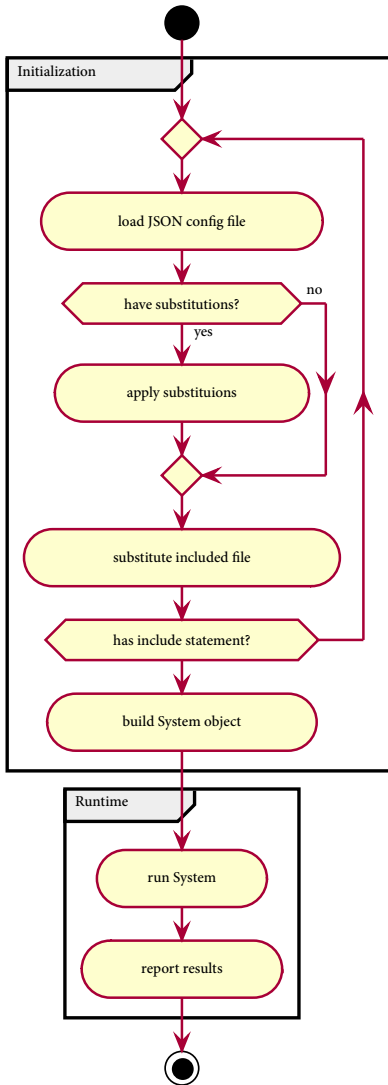 Initialization
load JSON config file
have substitutions?
no
yes
apply substituions
substitute included file
has include statement?
build System object
Runtime
run System
report results